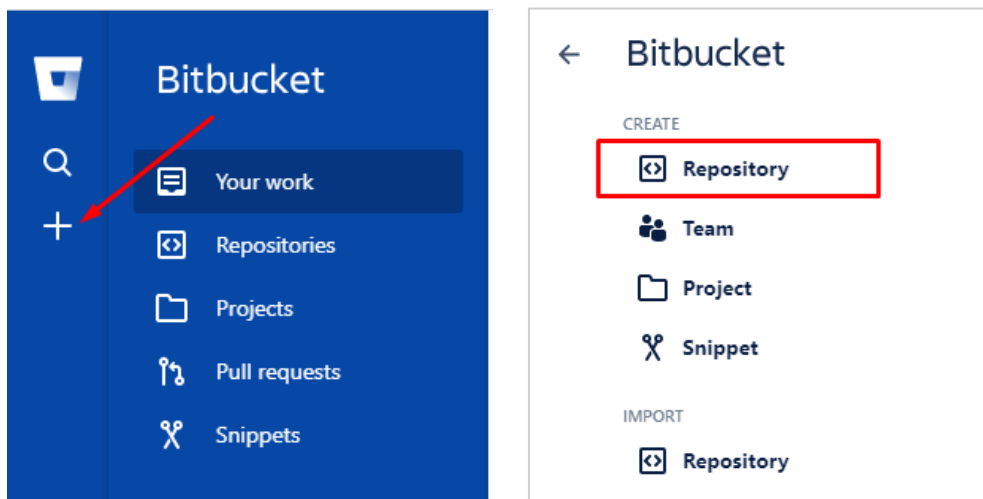 Bitbucket
Your work
Repositories
Projects
Pull requests
Snippets
Bitbucket
CREATE
Repository
Team
Project
Snippet
IMPORT
Repository